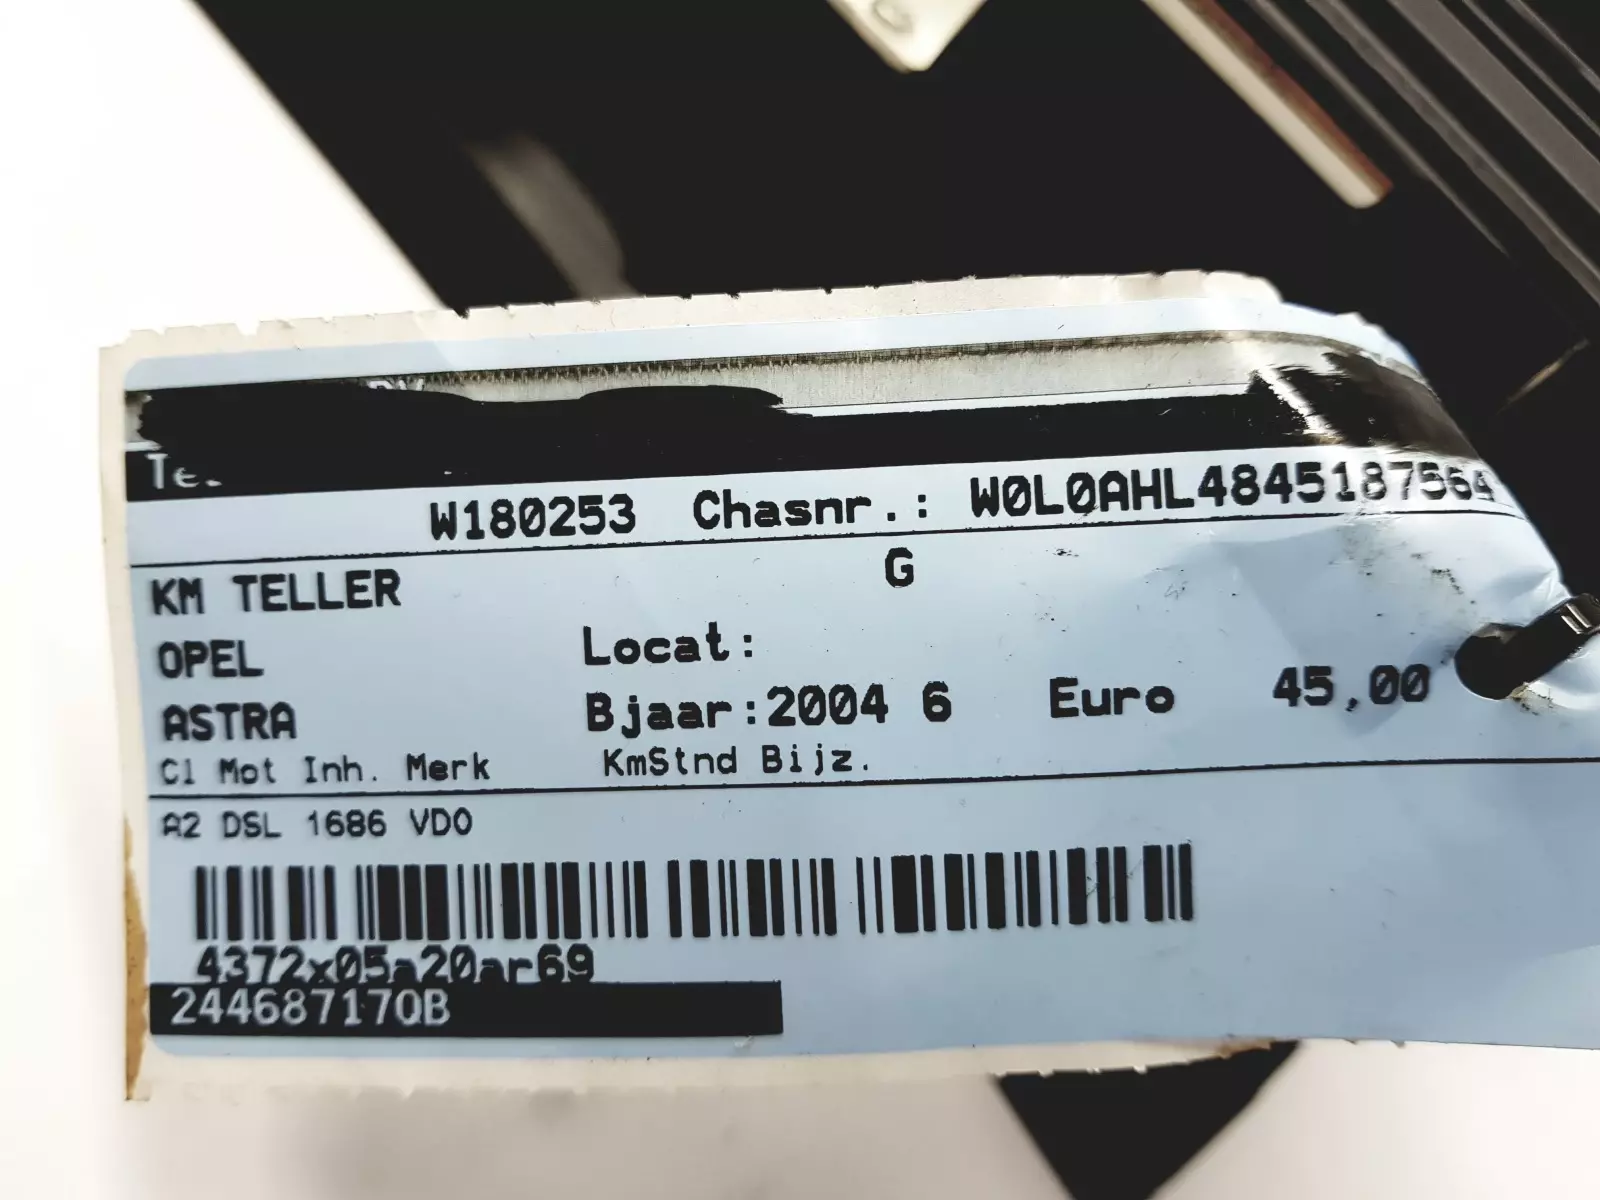 W180253 Chasnr.: W0L0AHL4845187564
KM TELLER G
OPEL Locat:
ASTRA Bjaar:2004 6 Euro 45,00
Cl Mot Inh. Merk KmStnd Bijz.
A2 DSL 1686 VDO
4372x05a20ar69
244687170B